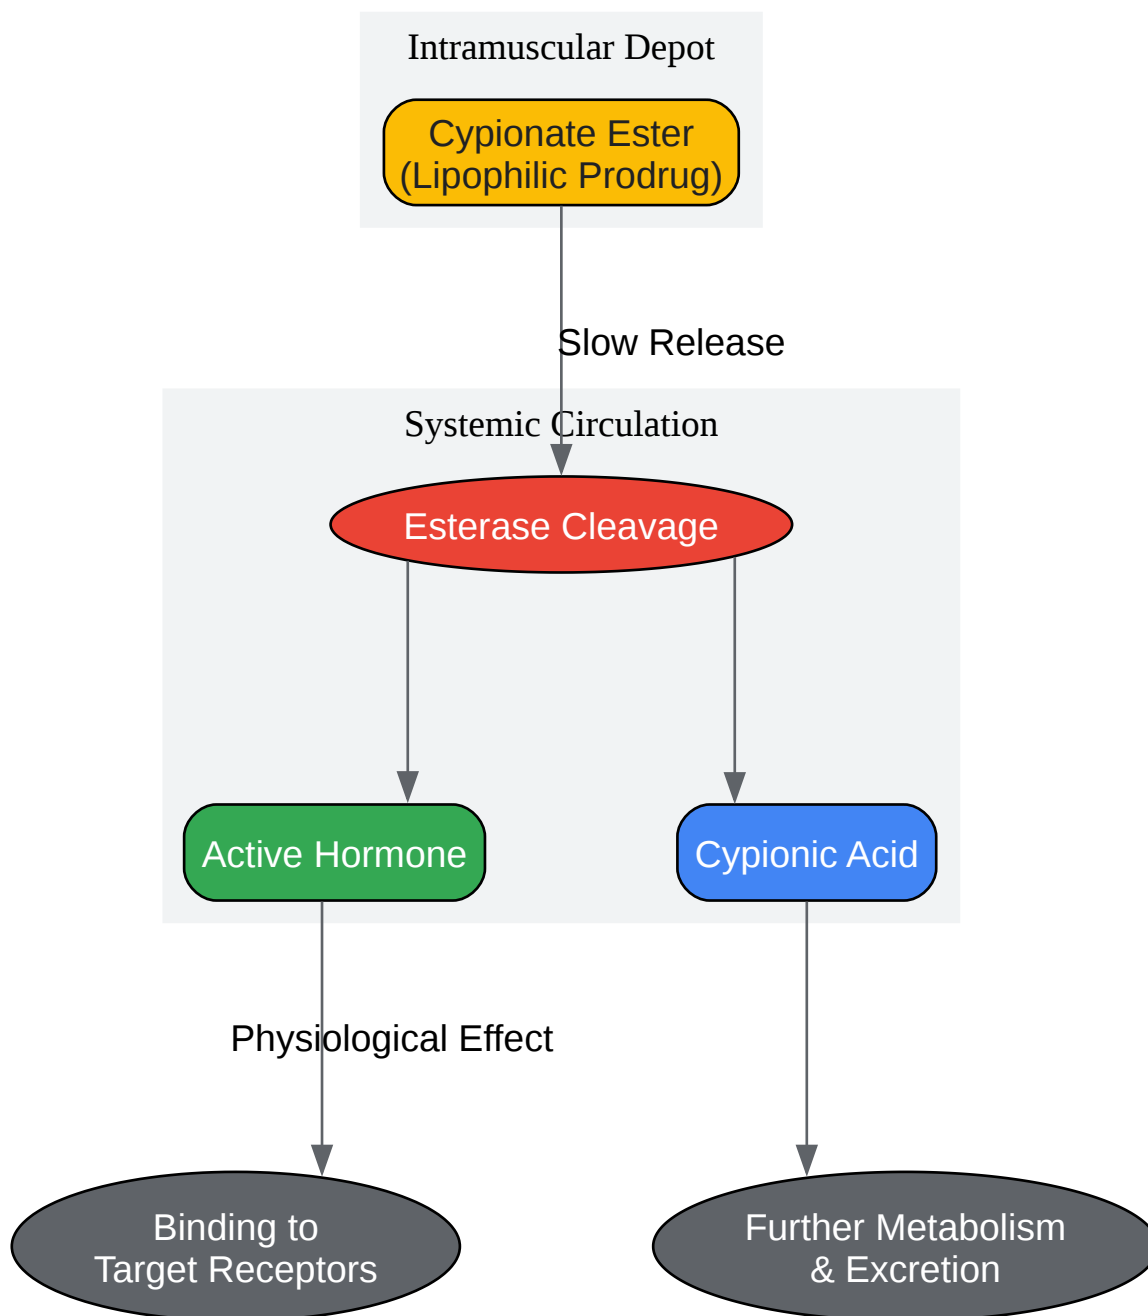 Intramuscular Depot
Cypionate Ester
(Lipophilic Prodrug)
Slow Release
Systemic Circulation
Esterase Cleavage
Active Hormone
Cypionic Acid
Physiological Effect
Binding to
Target Receptors
Further Metabolism
& Excretion